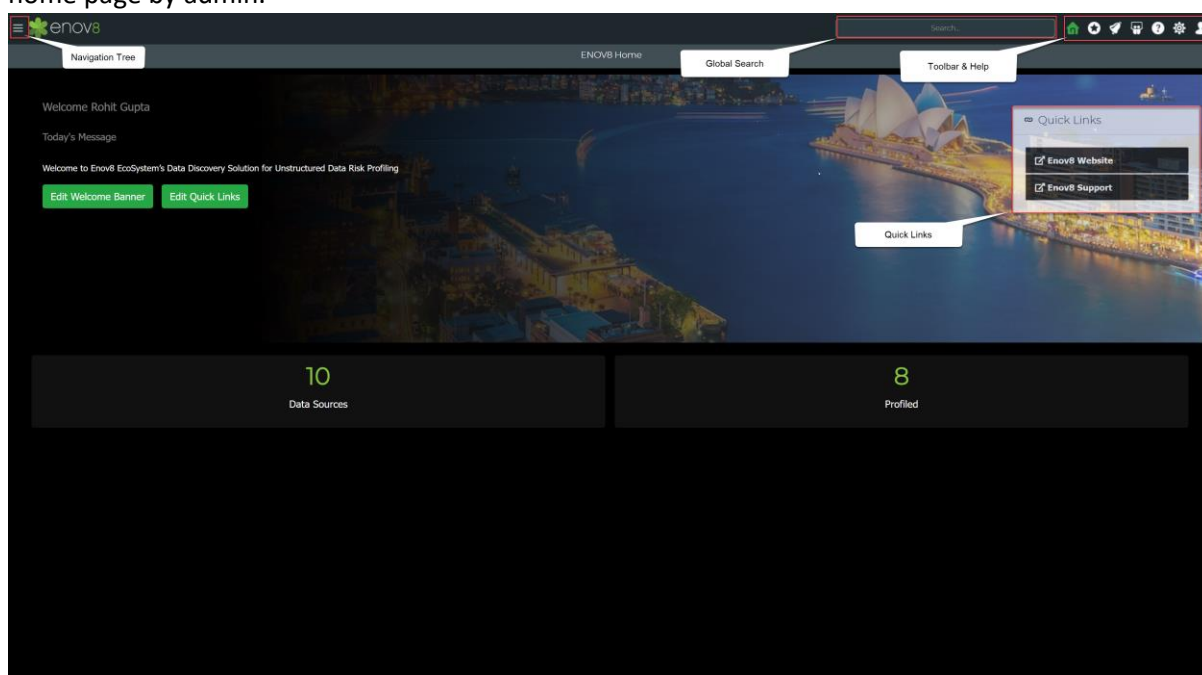 home page by admin.
enov8
Search..
Navigation Tree
ENOV8 Home
Global Search
Toolbar & Help
Welcome Rohit Gupta
Quick Links
Today's Message
Enov8 Website
Welcome to Enov8 EcoSystem's Data Discovery Solution for Unstructured Data Risk Profiling
Enov8 Support
Edit Welcome Banner
Edit Quick Links
Quick Links
10
Data Sources
8
Profiled